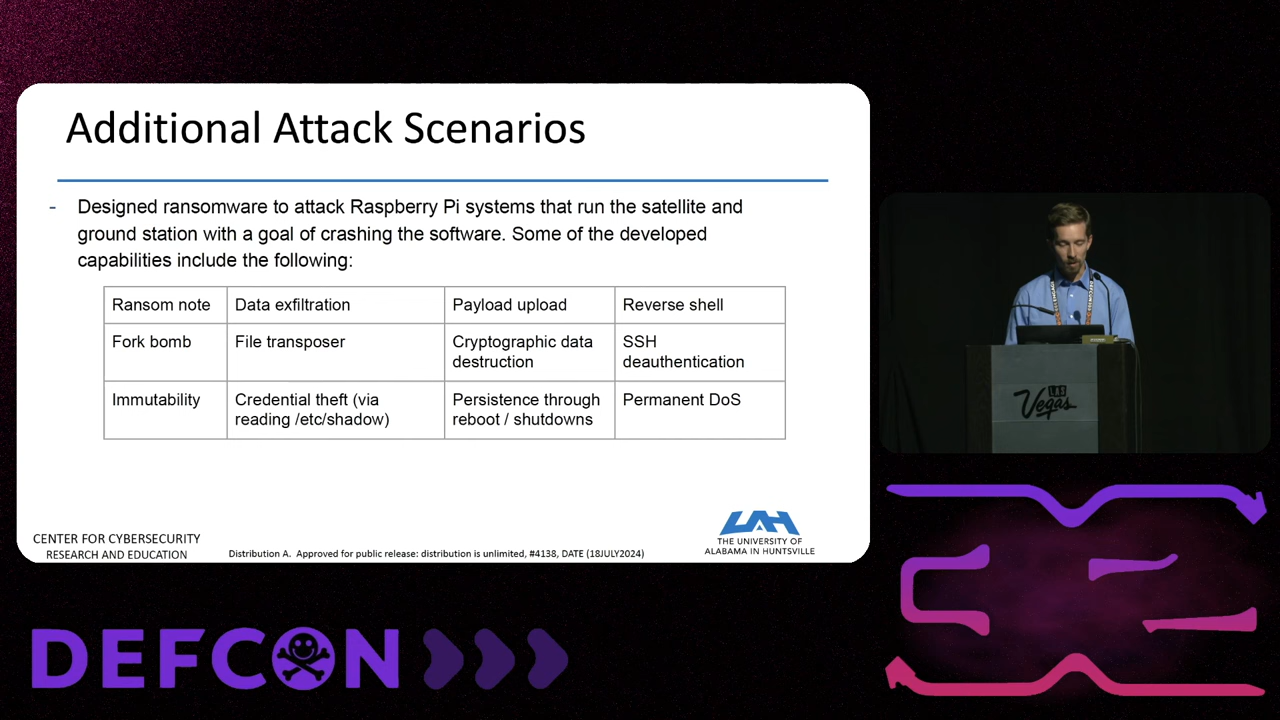 Additional Attack Scenarios
- Designed ransomware to attack Raspberry Pi systems that run the satellite and
ground station with a goal of crashing the software. Some of the developed
capabilities include the following:
Ransom note Data exfiltration Payload upload Reverse shell
Fork bomb File transposer Cryptographic data destruction SSH deauthentication
Immutability Credential theft (via reading /etc/shadow) Persistence through reboot / shutdowns Permanent DoS
CENTER FOR CYBERSECURITY
RESEARCH AND EDUCATION
Distribution A. Approved for public release: distribution is unlimited, #4138, DATE (18JULY2024)
UAH
THE UNIVERSITY OF
ALABAMA IN HUNTSVILLE
LAS
Vegas
DEFCON